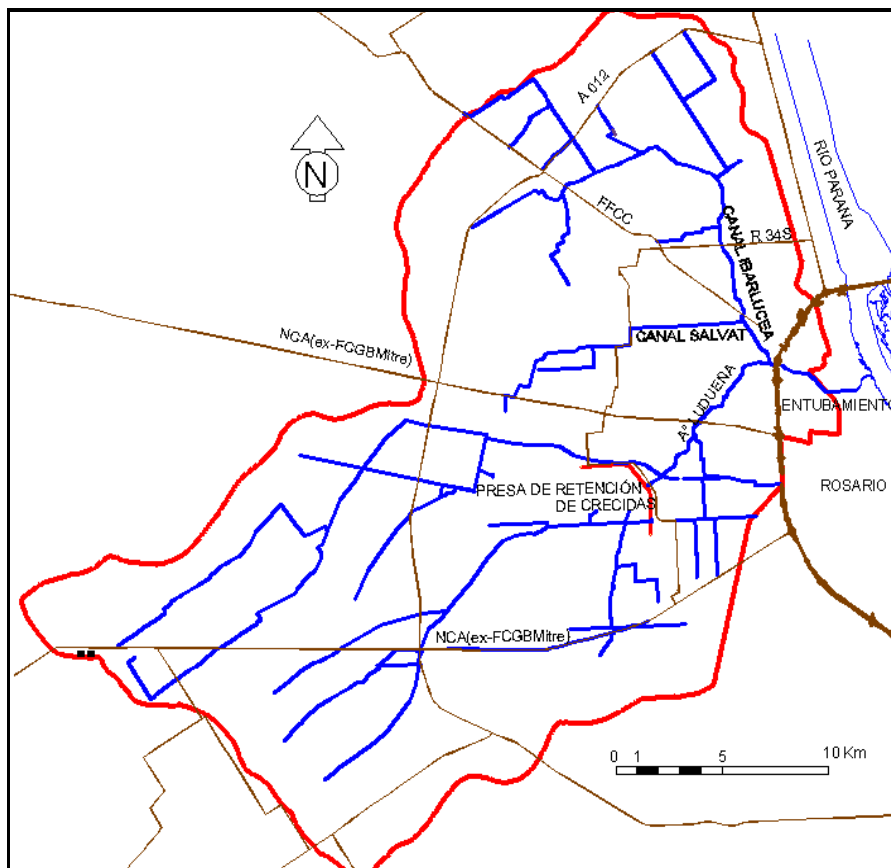 A 012
N
RIO PARANA
FFCC
CANAL IBARLUCEA
R 34S
NCA(ex-FCGBMitre)
CANAL SALVAT
Aº LUDUEÑA
ENTUBAMIENTO
PRESA DE RETENCIÓN
DE CRECIDAS
ROSARIO
NCA(ex-FCGBMitre)
0 1 5 10 Km